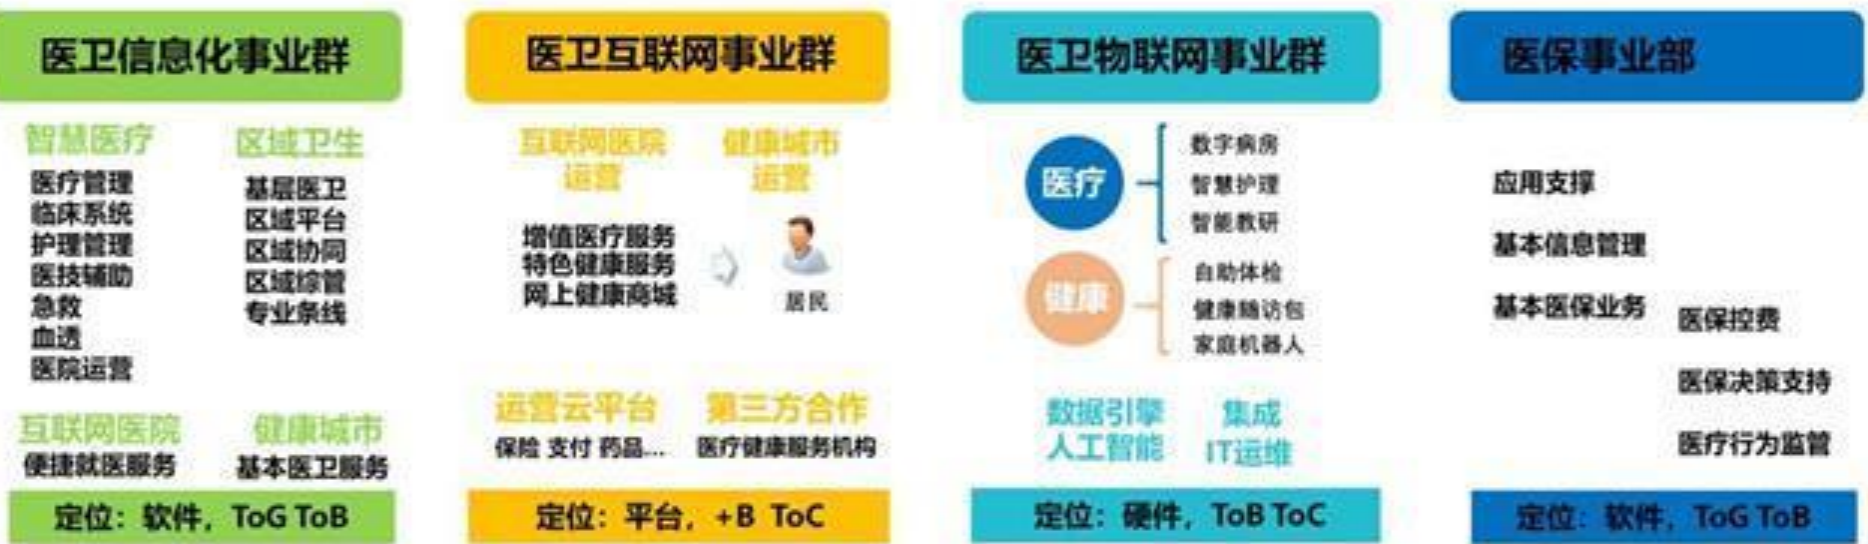 医卫信息化事业群
智慧医疗
医疗管理
临床系统
护理管理
医技辅助
急救
血透
医院运营
区域卫生
基层医卫
区域平台
区域协同
区域综管
专业条线
互联网医院
便捷就医服务
健康城市
基本医卫服务
定位：软件，ToG ToB
医卫互联网事业群
互联网医院
运营
健康城市
运营
增值医疗服务
特色健康服务
网上健康商城
居民
运营云平台
保险 支付 药品...
第三方合作
医疗健康服务机构
定位：平台，+B ToC
医卫物联网事业群
医疗
数字病房
智慧护理
智能教研
健康
自助体检
健康随访包
家庭机器人
数据引擎
人工智能
集成
IT运维
定位：硬件，ToB ToC
医保事业部
应用支撑
基本信息管理
基本医保业务
医保控费
医保决策支持
医疗行为监管
定位：软件，ToG ToB